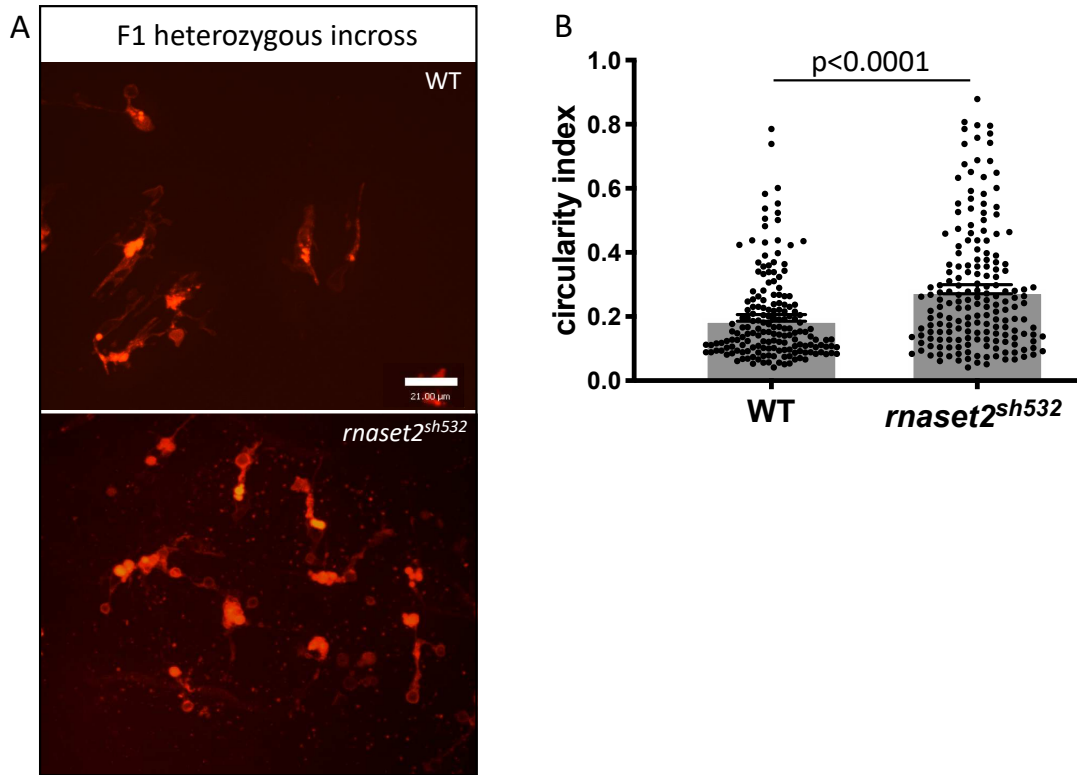 A
F1 heterozygous incross
WT
21.00 µm
rnaset2sh532
B
p<0.0001
circularity index
1.0
0.8
0.6
0.4
0.2
0.0
WT
rnaset2sh532